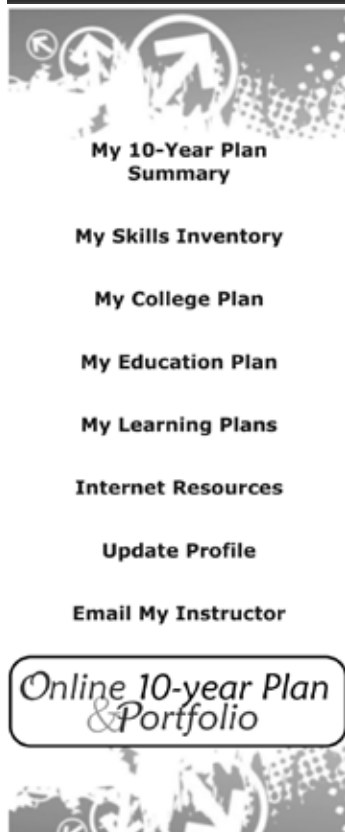 My 10-Year Plan
Summary
My Skills Inventory
My College Plan
My Education Plan
My Learning Plans
Internet Resources
Update Profile
Email My Instructor
Online 10-year Plan
&Portfolio